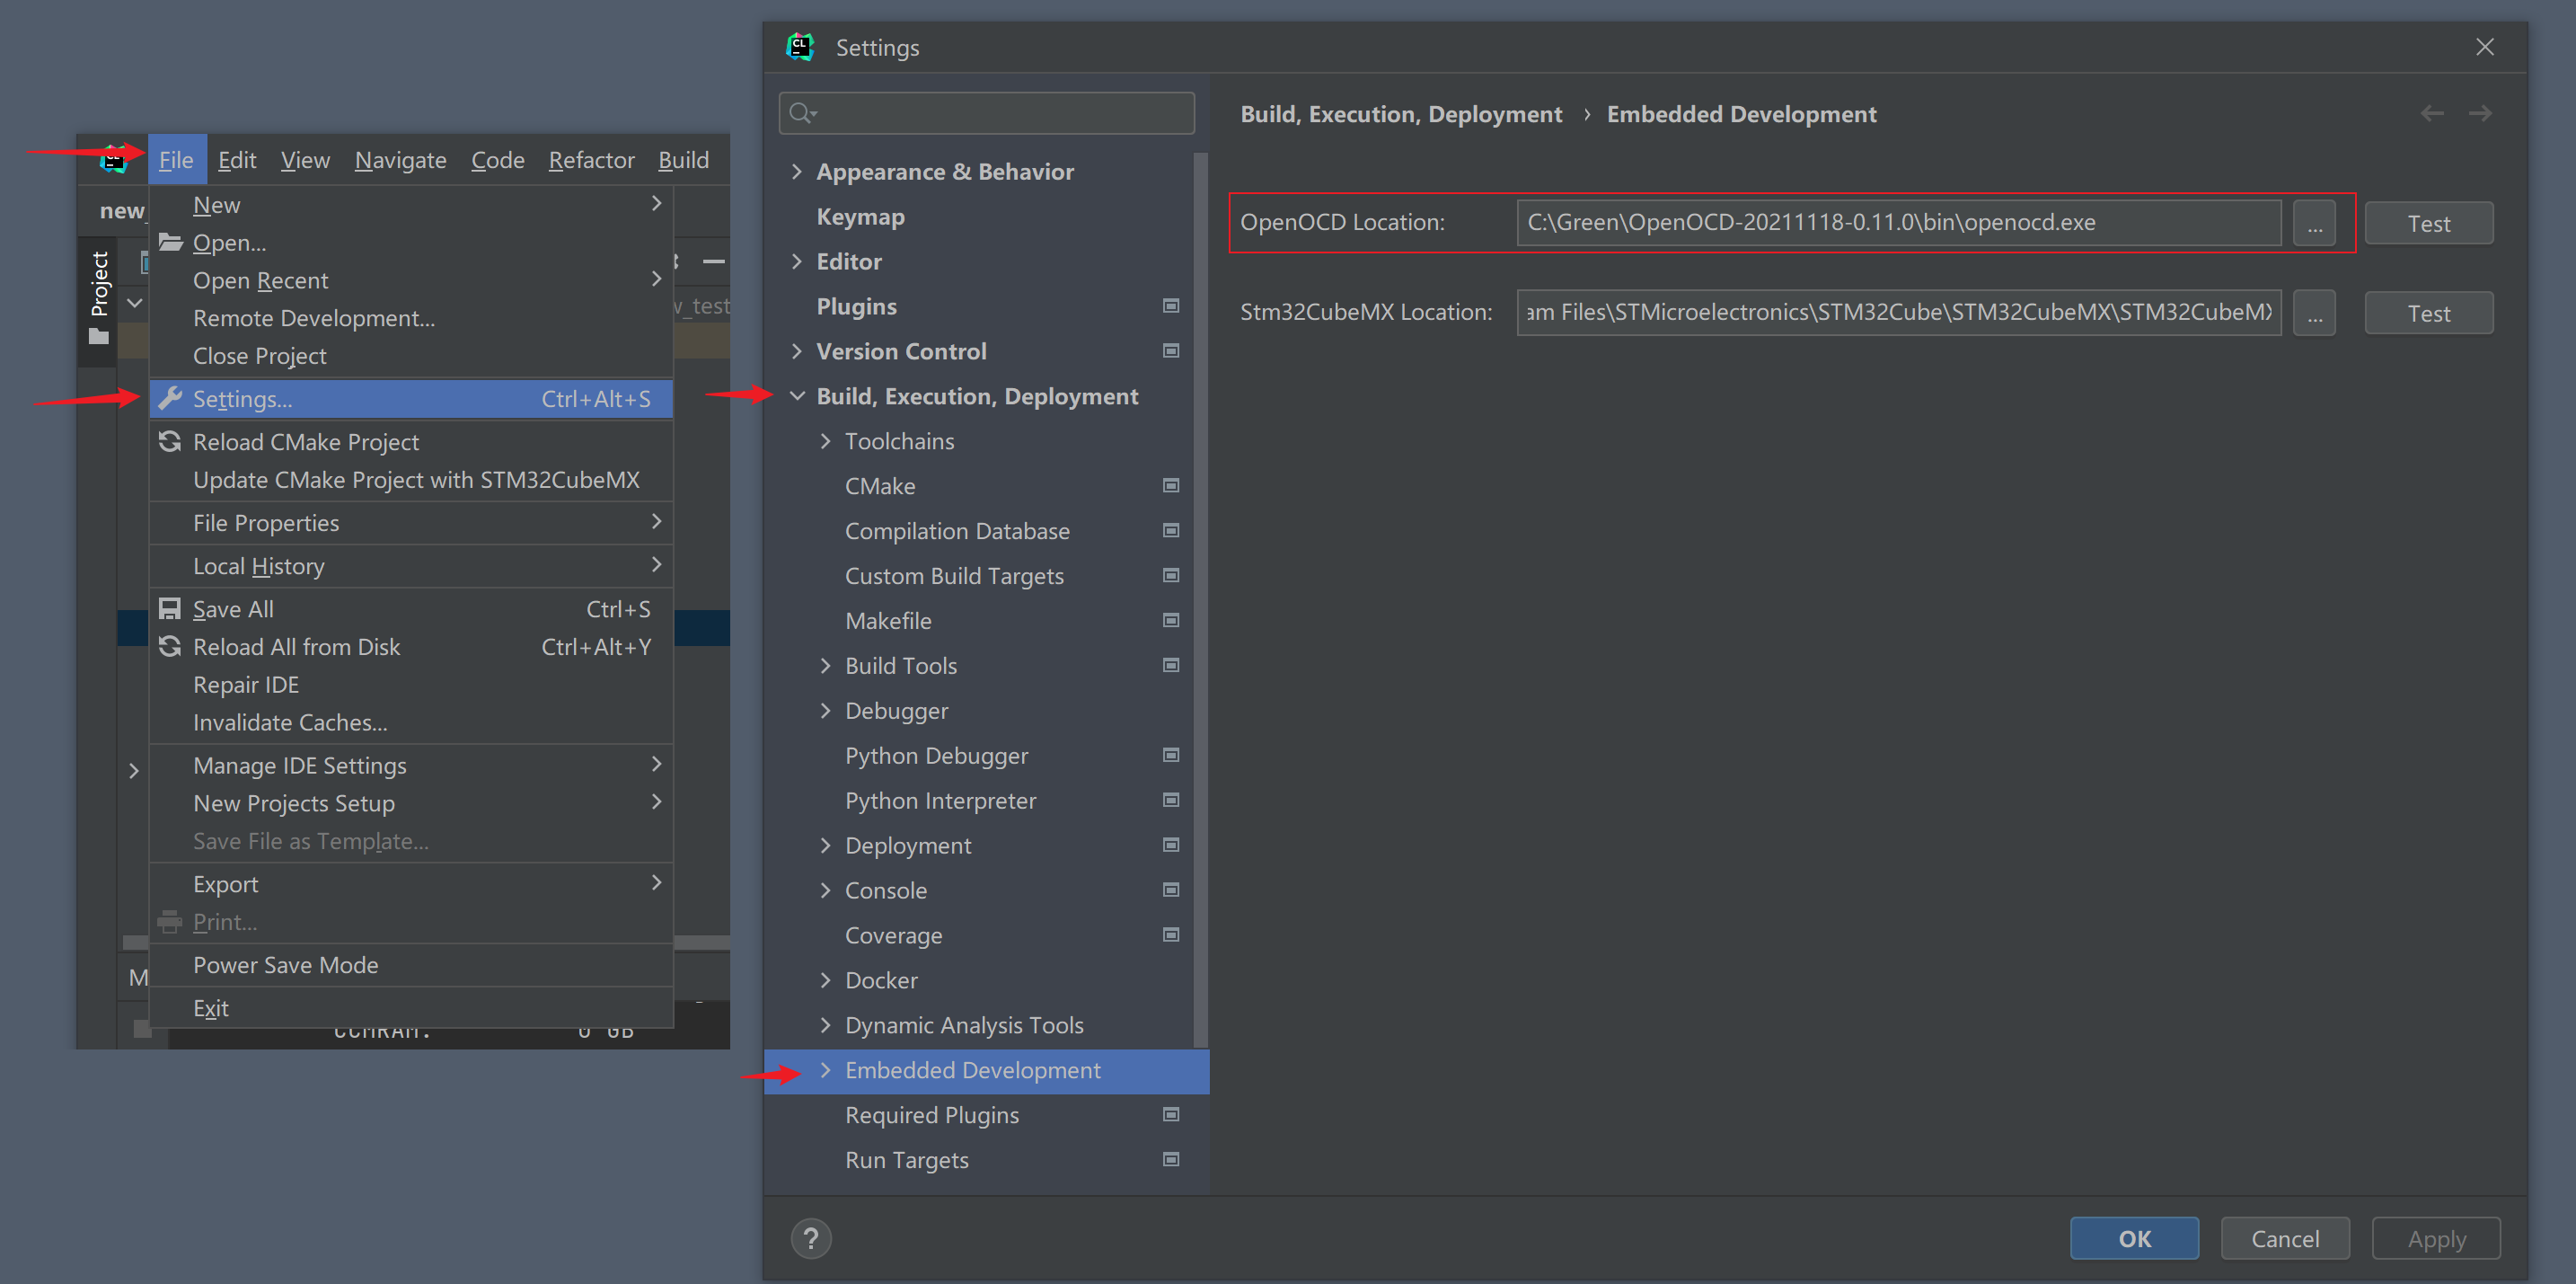 File Edit View Navigate Code Refactor Build
new_
Project
New
Open...
Open Recent
Remote Development...
Close Project
Settings... Ctrl+Alt+S
Reload CMake Project
Update CMake Project with STM32CubeMX
File Properties
Local History
Save All Ctrl+S
Reload All from Disk Ctrl+Alt+Y
Repair IDE
Invalidate Caches...
Manage IDE Settings
New Projects Setup
Save File as Template...
Export
Print...
Power Save Mode
Exit
w_test
M
CCMRAM: 0 GB
CL
Settings
Appearance & Behavior
Keymap
Editor
Plugins
Version Control
Build, Execution, Deployment
Toolchains
CMake
Compilation Database
Custom Build Targets
Makefile
Build Tools
Debugger
Python Debugger
Python Interpreter
Deployment
Console
Coverage
Docker
Dynamic Analysis Tools
Embedded Development
Required Plugins
Run Targets
Build, Execution, Deployment › Embedded Development
OpenOCD Location: C:\Green\OpenOCD-20211118-0.11.0\bin\openocd.exe ... Test
Stm32CubeMX Location: am Files\STMicroelectronics\STM32Cube\STM32CubeMX\STM32CubeMX ... Test
?
OK Cancel Apply